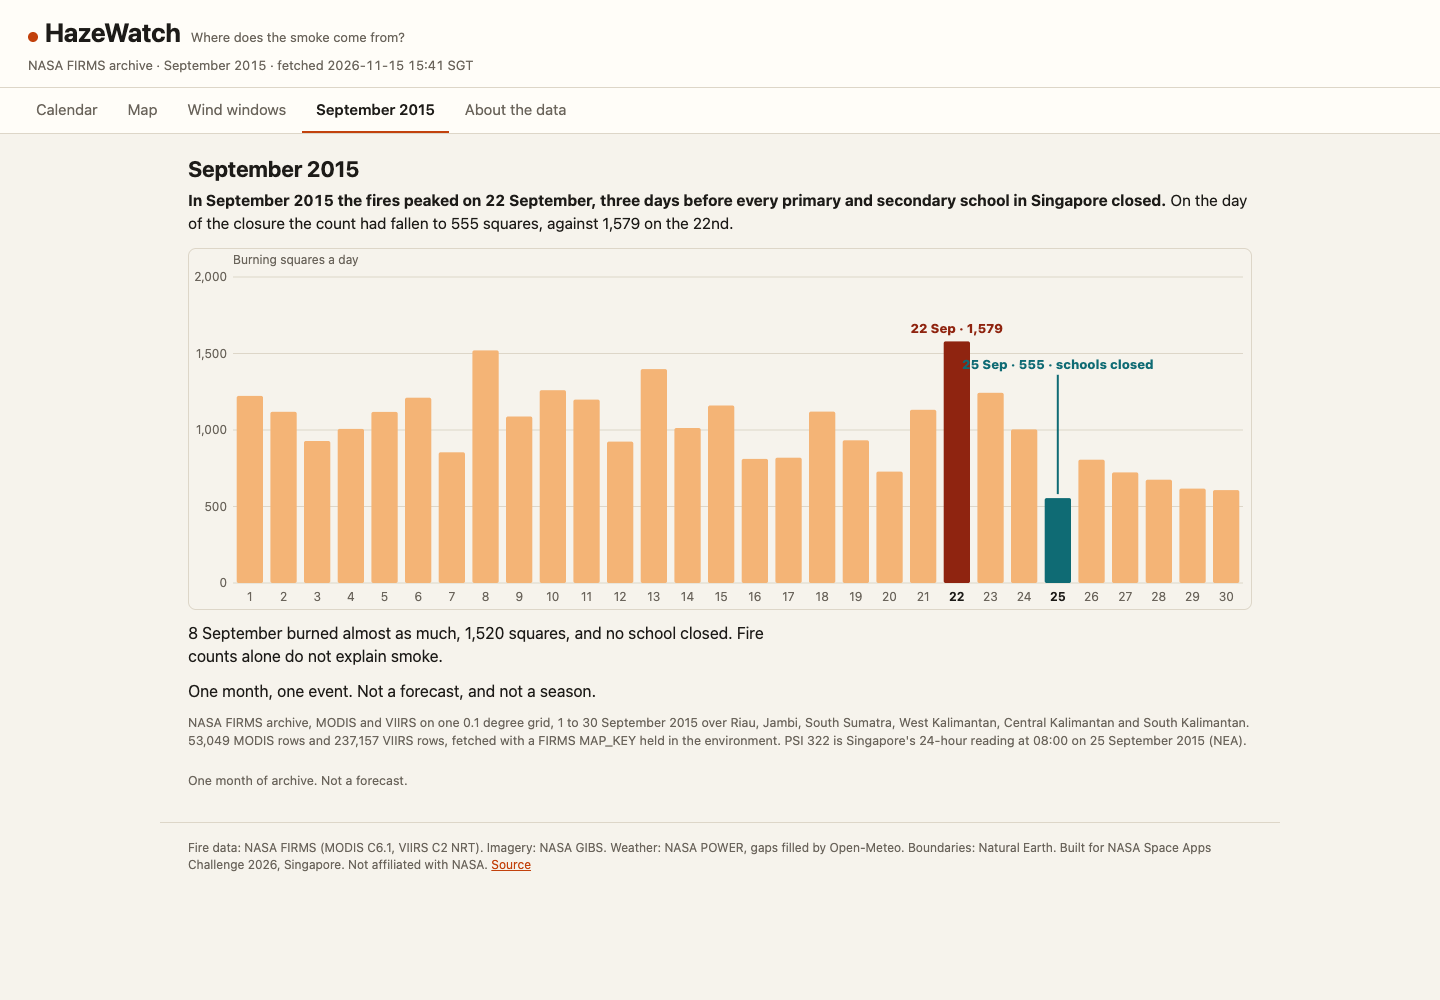 HazeWatch Where does the smoke come from?
NASA FIRMS archive · September 2015 · fetched 2026-11-15 15:41 SGT
Calendar Map Wind windows September 2015 About the data
September 2015
In September 2015 the fires peaked on 22 September, three days before every primary and secondary school in Singapore closed. On the day
of the closure the count had fallen to 555 squares, against 1,579 on the 22nd.
Burning squares a day
2,000
22 Sep · 1,579
1,500
25 Sep · 555 · schools closed
1,000
500
0
1 2 3 4 5 6 7 8 9 10 11 12 13 14 15 16 17 18 19 20 21 22 23 24 25 26 27 28 29 30
8 September burned almost as much, 1,520 squares, and no school closed. Fire
counts alone do not explain smoke.
One month, one event. Not a forecast, and not a season.
NASA FIRMS archive, MODIS and VIIRS on one 0.1 degree grid, 1 to 30 September 2015 over Riau, Jambi, South Sumatra, West Kalimantan, Central Kalimantan and South Kalimantan.
53,049 MODIS rows and 237,157 VIIRS rows, fetched with a FIRMS MAP_KEY held in the environment. PSI 322 is Singapore's 24-hour reading at 08:00 on 25 September 2015 (NEA).
One month of archive. Not a forecast.
Fire data: NASA FIRMS (MODIS C6.1, VIIRS C2 NRT). Imagery: NASA GIBS. Weather: NASA POWER, gaps filled by Open-Meteo. Boundaries: Natural Earth. Built for NASA Space Apps
Challenge 2026, Singapore. Not affiliated with NASA. Source